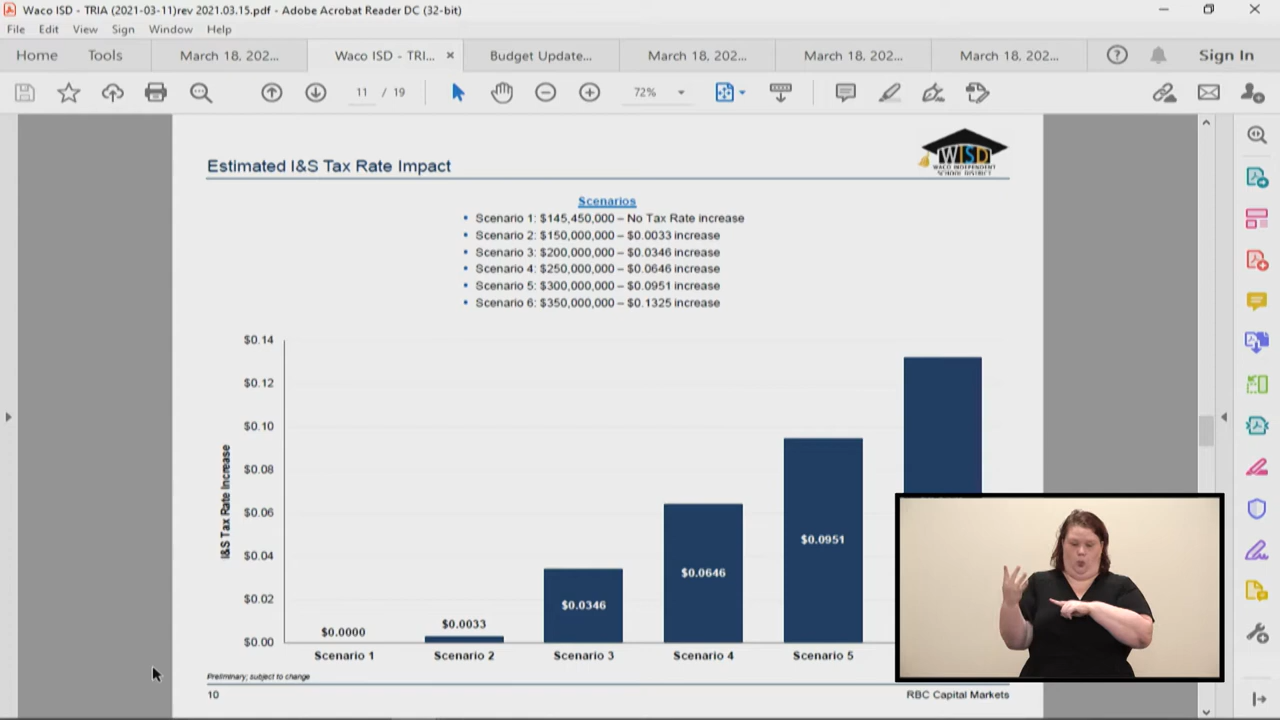 Waco ISD - TRIA (2021-03-11)rev 2021.03.15.pdf - Adobe Acrobat Reader DC (32-bit)
File Edit View Sign Window Help
Home Tools March 18, 202... Waco ISD - TRI... × Budget Update... March 18, 202... March 18, 202... March 18, 202... Sign In
11 / 19 72%
WISD
WACO INDEPENDENT
SCHOOL DISTRICT
Estimated I&S Tax Rate Impact
Scenarios
• Scenario 1: $145,450,000 – No Tax Rate increase
• Scenario 2: $150,000,000 – $0.0033 increase
• Scenario 3: $200,000,000 – $0.0346 increase
• Scenario 4: $250,000,000 – $0.0646 increase
• Scenario 5: $300,000,000 – $0.0951 increase
• Scenario 6: $350,000,000 – $0.1325 increase
I&S Tax Rate Increase
$0.14
$0.12
$0.10
$0.08
$0.06
$0.04
$0.02
$0.00
$0.0000
$0.0033
$0.0346
$0.0646
$0.0951
Scenario 1 Scenario 2 Scenario 3 Scenario 4 Scenario 5
Preliminary; subject to change
10 RBC Capital Markets